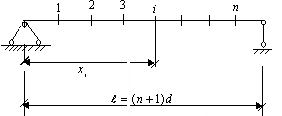 1 2 3 i n
x_i
ℓ = (n+1)d